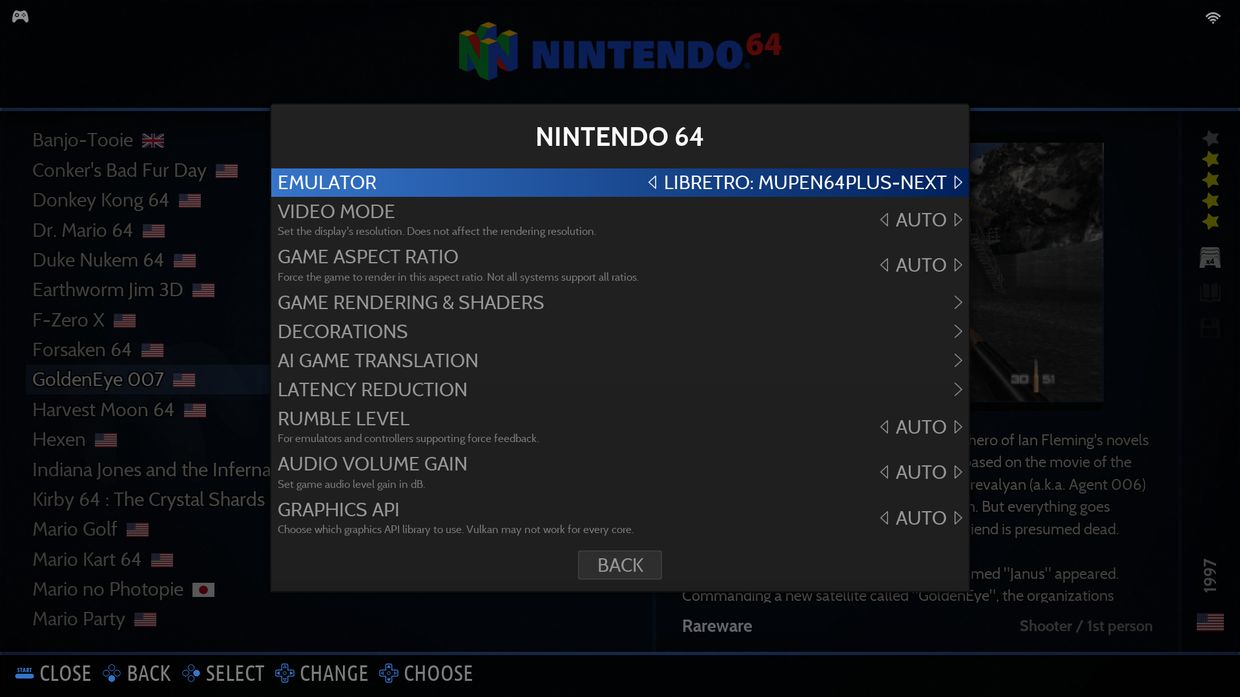 NINTENDO 64
NINTENDO 64
EMULATOR LIBRETRO: MUPEN64PLUS-NEXT
VIDEO MODE AUTO
Set the display's resolution. Does not affect the rendering resolution.
GAME ASPECT RATIO AUTO
Force the game to render in this aspect ratio. Not all systems support all ratios.
GAME RENDERING & SHADERS
DECORATIONS
AI GAME TRANSLATION
LATENCY REDUCTION
RUMBLE LEVEL AUTO
For emulators and controllers supporting force feedback.
AUDIO VOLUME GAIN AUTO
Set game audio level gain in dB.
GRAPHICS API AUTO
Choose which graphics API library to use. Vulkan may not work for every core.
BACK
Banjo-Tooie
Conker's Bad Fur Day
Donkey Kong 64
Dr. Mario 64
Duke Nukem 64
Earthworm Jim 3D
F-Zero X
Forsaken 64
GoldenEye 007
Harvest Moon 64
Hexen
Indiana Jones and the Inferna
Kirby 64 : The Crystal Shards
Mario Golf
Mario Kart 64
Mario no Photopie
Mario Party
x4
30 51
hero of Ian Fleming's novels
ased on the movie of the
revalyan (a.k.a. Agent 006)
. But everything goes
iend is presumed dead.
med "Janus" appeared.
Commanding a new satellite called "GoldenEye", the organizations
Rareware Shooter / 1st person
1997
START CLOSE BACK SELECT CHANGE CHOOSE